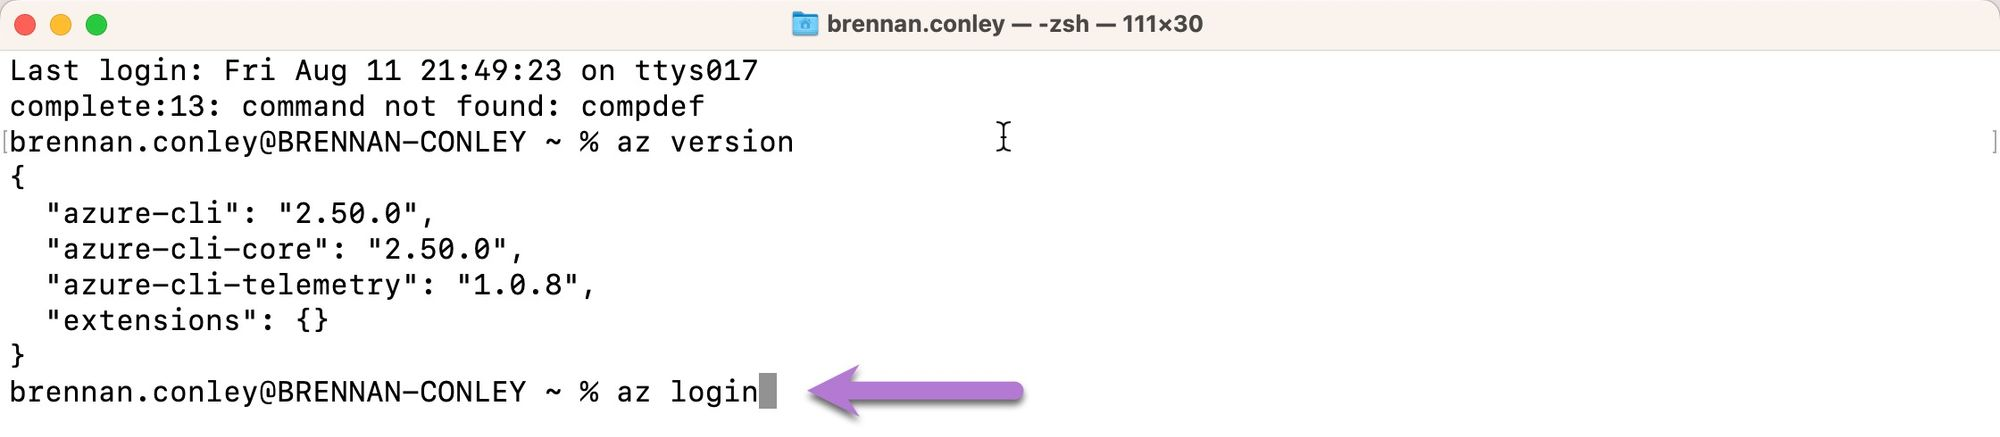 brennan.conley — -zsh — 111×30
Last login: Fri Aug 11 21:49:23 on ttys017
complete:13: command not found: compdef
[brennan.conley@BRENNAN-CONLEY ~ % az version ]
{
  "azure-cli": "2.50.0",
  "azure-cli-core": "2.50.0",
  "azure-cli-telemetry": "1.0.8",
  "extensions": {}
}
brennan.conley@BRENNAN-CONLEY ~ % az login